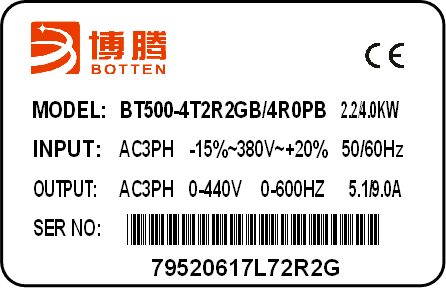 博腾
BOTTEN
CE
MODEL: BT500-4T2R2GB/4R0PB 2.2/4.0KW
INPUT: AC3PH -15%~380V~+20% 50/60Hz
OUTPUT: AC3PH 0-440V 0-600HZ 5.1/9.0A
SER NO:
79520617L72R2G